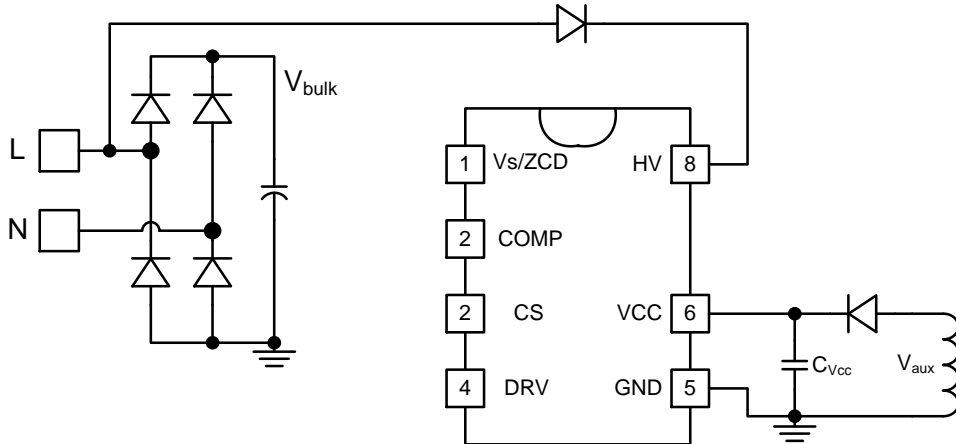 V_bulk
L
1 Vs/ZCD HV 8
N
2 COMP
2 CS VCC 6
C_Vcc V_aux
4 DRV GND 5